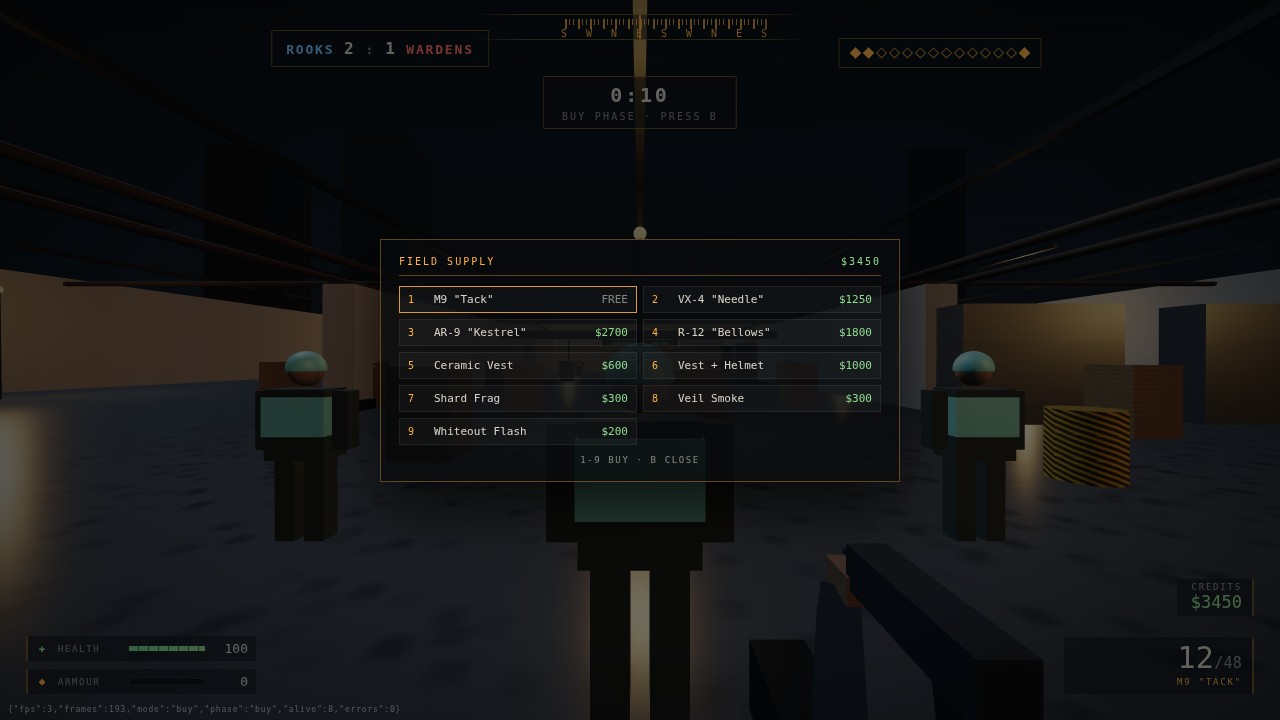 S W N E S W N E S
ROOKS 2 : 1 WARDENS
0:10
BUY PHASE · PRESS B
FIELD SUPPLY $3450
1 M9 "Tack" FREE
2 VX-4 "Needle" $1250
3 AR-9 "Kestrel" $2700
4 R-12 "Bellows" $1800
5 Ceramic Vest $600
6 Vest + Helmet $1000
7 Shard Frag $300
8 Veil Smoke $300
9 Whiteout Flash $200
1-9 BUY · B CLOSE
CREDITS
$3450
HEALTH 100
ARMOUR 0
12/48
M9 "TACK"
{"fps":3,"frames":193,"mode":"buy","phase":"buy","alive":8,"errors":0}